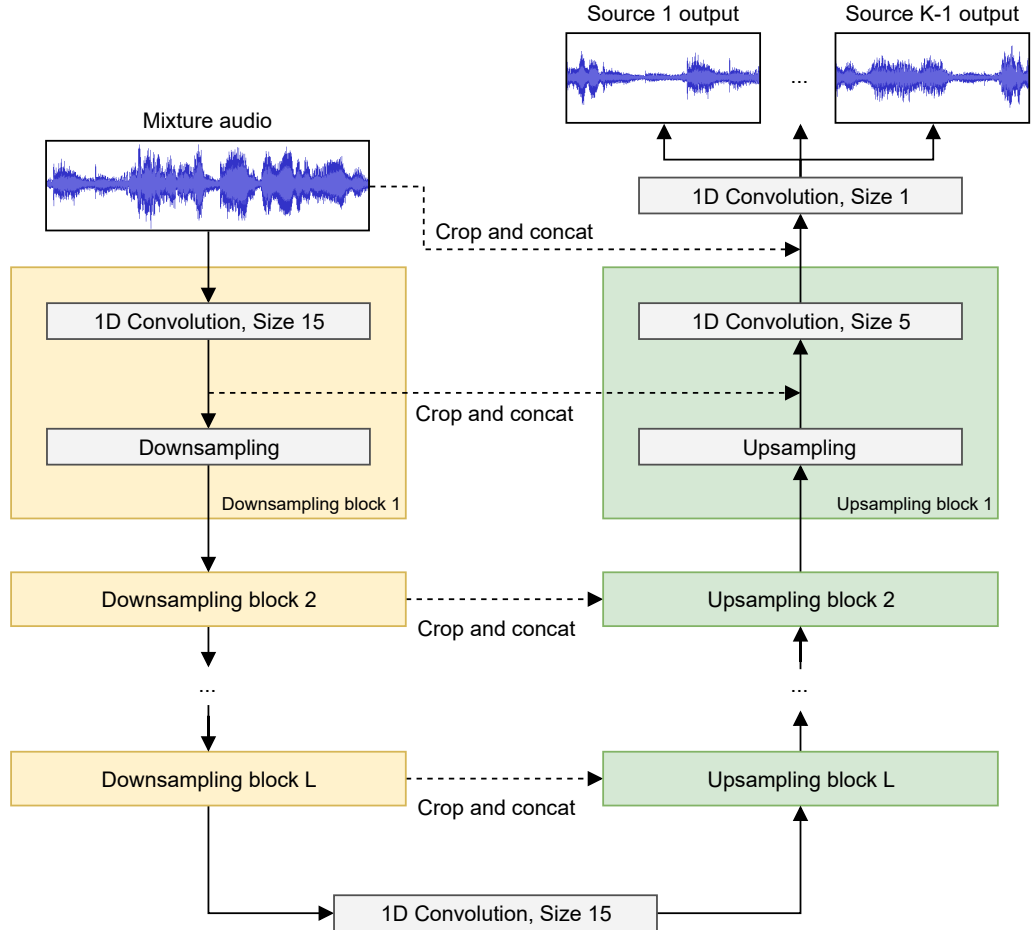 Source 1 output
Source K-1 output
...
Mixture audio
1D Convolution, Size 1
Crop and concat
1D Convolution, Size 15
1D Convolution, Size 5
Crop and concat
Downsampling
Upsampling
Downsampling block 1
Upsampling block 1
Downsampling block 2
Upsampling block 2
Crop and concat
...
...
Downsampling block L
Upsampling block L
Crop and concat
1D Convolution, Size 15